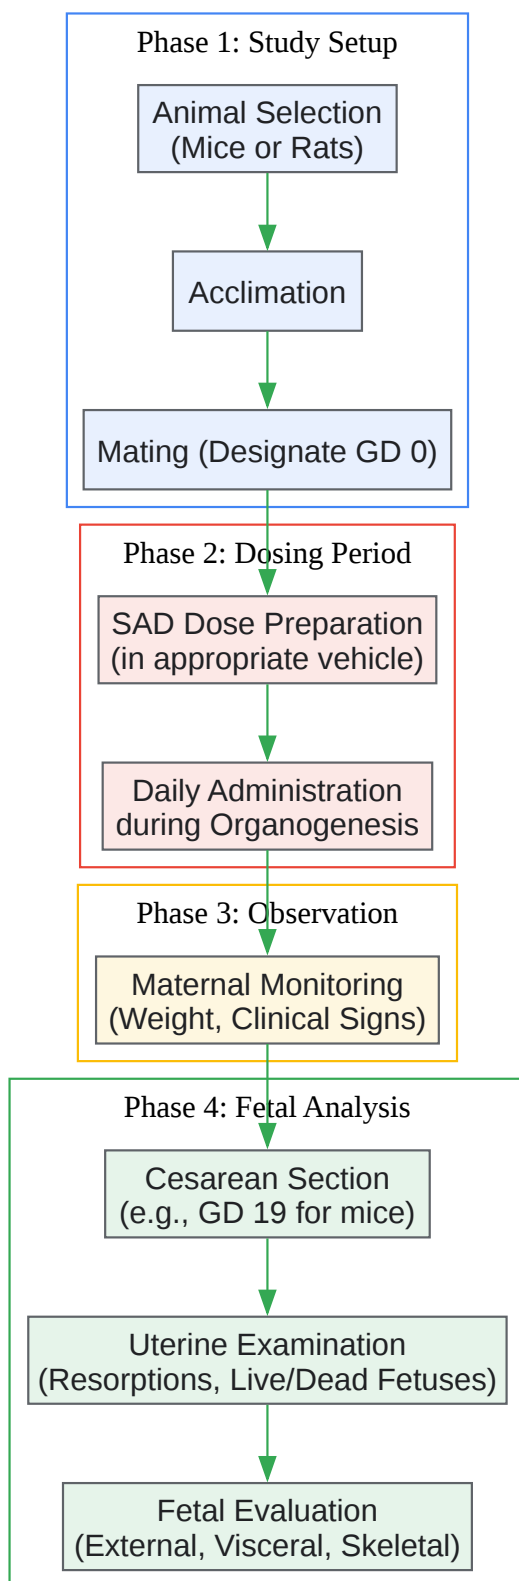 Phase 1: Study Setup
Animal Selection
(Mice or Rats)
Acclimation
Mating (Designate GD 0)
Phase 2: Dosing Period
SAD Dose Preparation
(in appropriate vehicle)
Daily Administration
during Organogenesis
Phase 3: Observation
Maternal Monitoring
(Weight, Clinical Signs)
Phase 4: Fetal Analysis
Cesarean Section
(e.g., GD 19 for mice)
Uterine Examination
(Resorptions, Live/Dead Fetuses)
Fetal Evaluation
(External, Visceral, Skeletal)